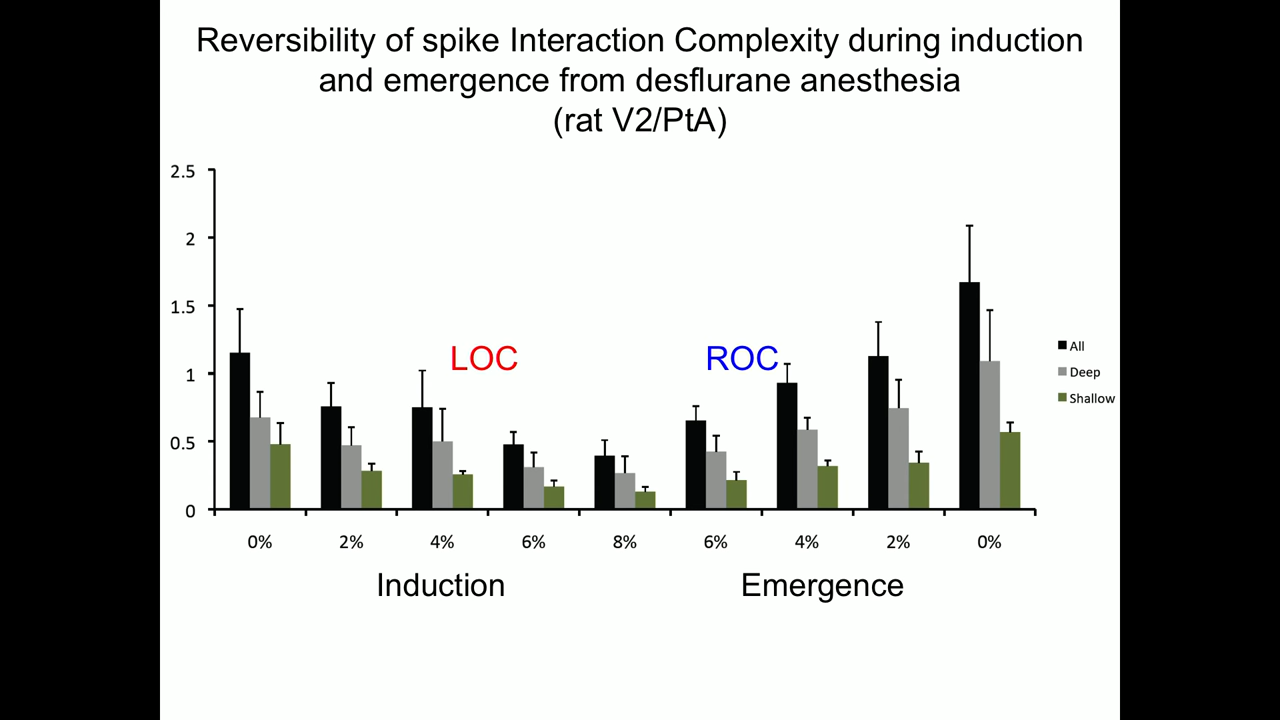 Reversibility of spike Interaction Complexity during induction
and emergence from desflurane anesthesia
(rat V2/PtA)
2.5
2
1.5
1
0.5
0
LOC
ROC
All
Deep
Shallow
0% 2% 4% 6% 8% 6% 4% 2% 0%
Induction Emergence